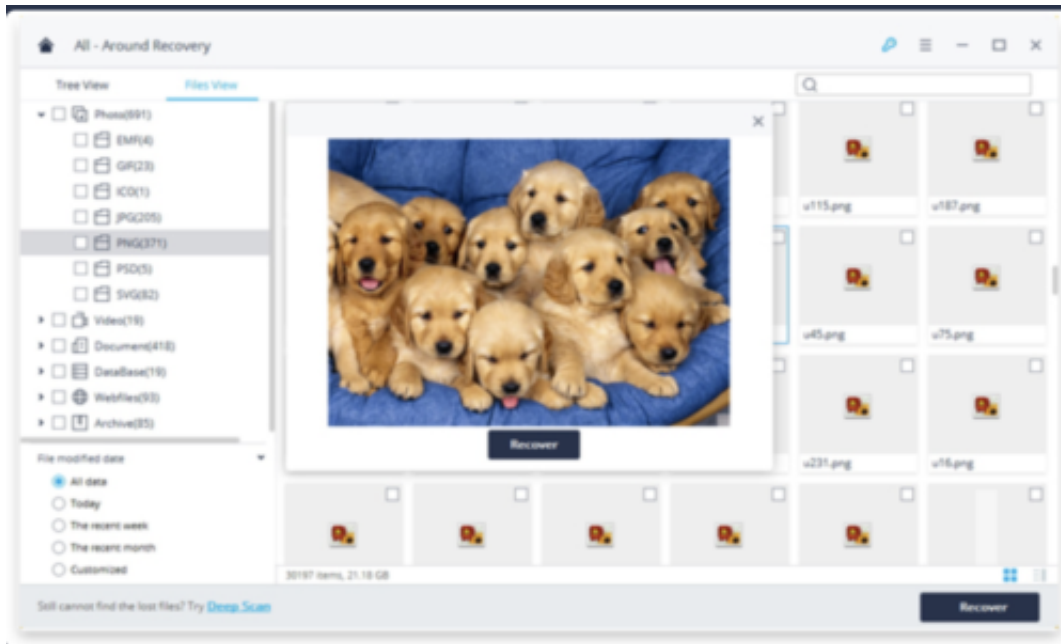 All - Around Recovery
Tree View
Files View
Photo(691)
EMF(4)
GIF(23)
ICO(1)
JPG(205)
PNG(371)
PSD(5)
SVG(82)
Video(19)
Document(418)
DataBase(19)
Webfiles(93)
Archive(85)
File modified date
All data
Today
The recent week
The recent month
Customized
Recover
u115.png
u187.png
u45.png
u75.png
u231.png
u16.png
30197 items, 21.18 GB
Still cannot find the lost files? Try Deep Scan
Recover